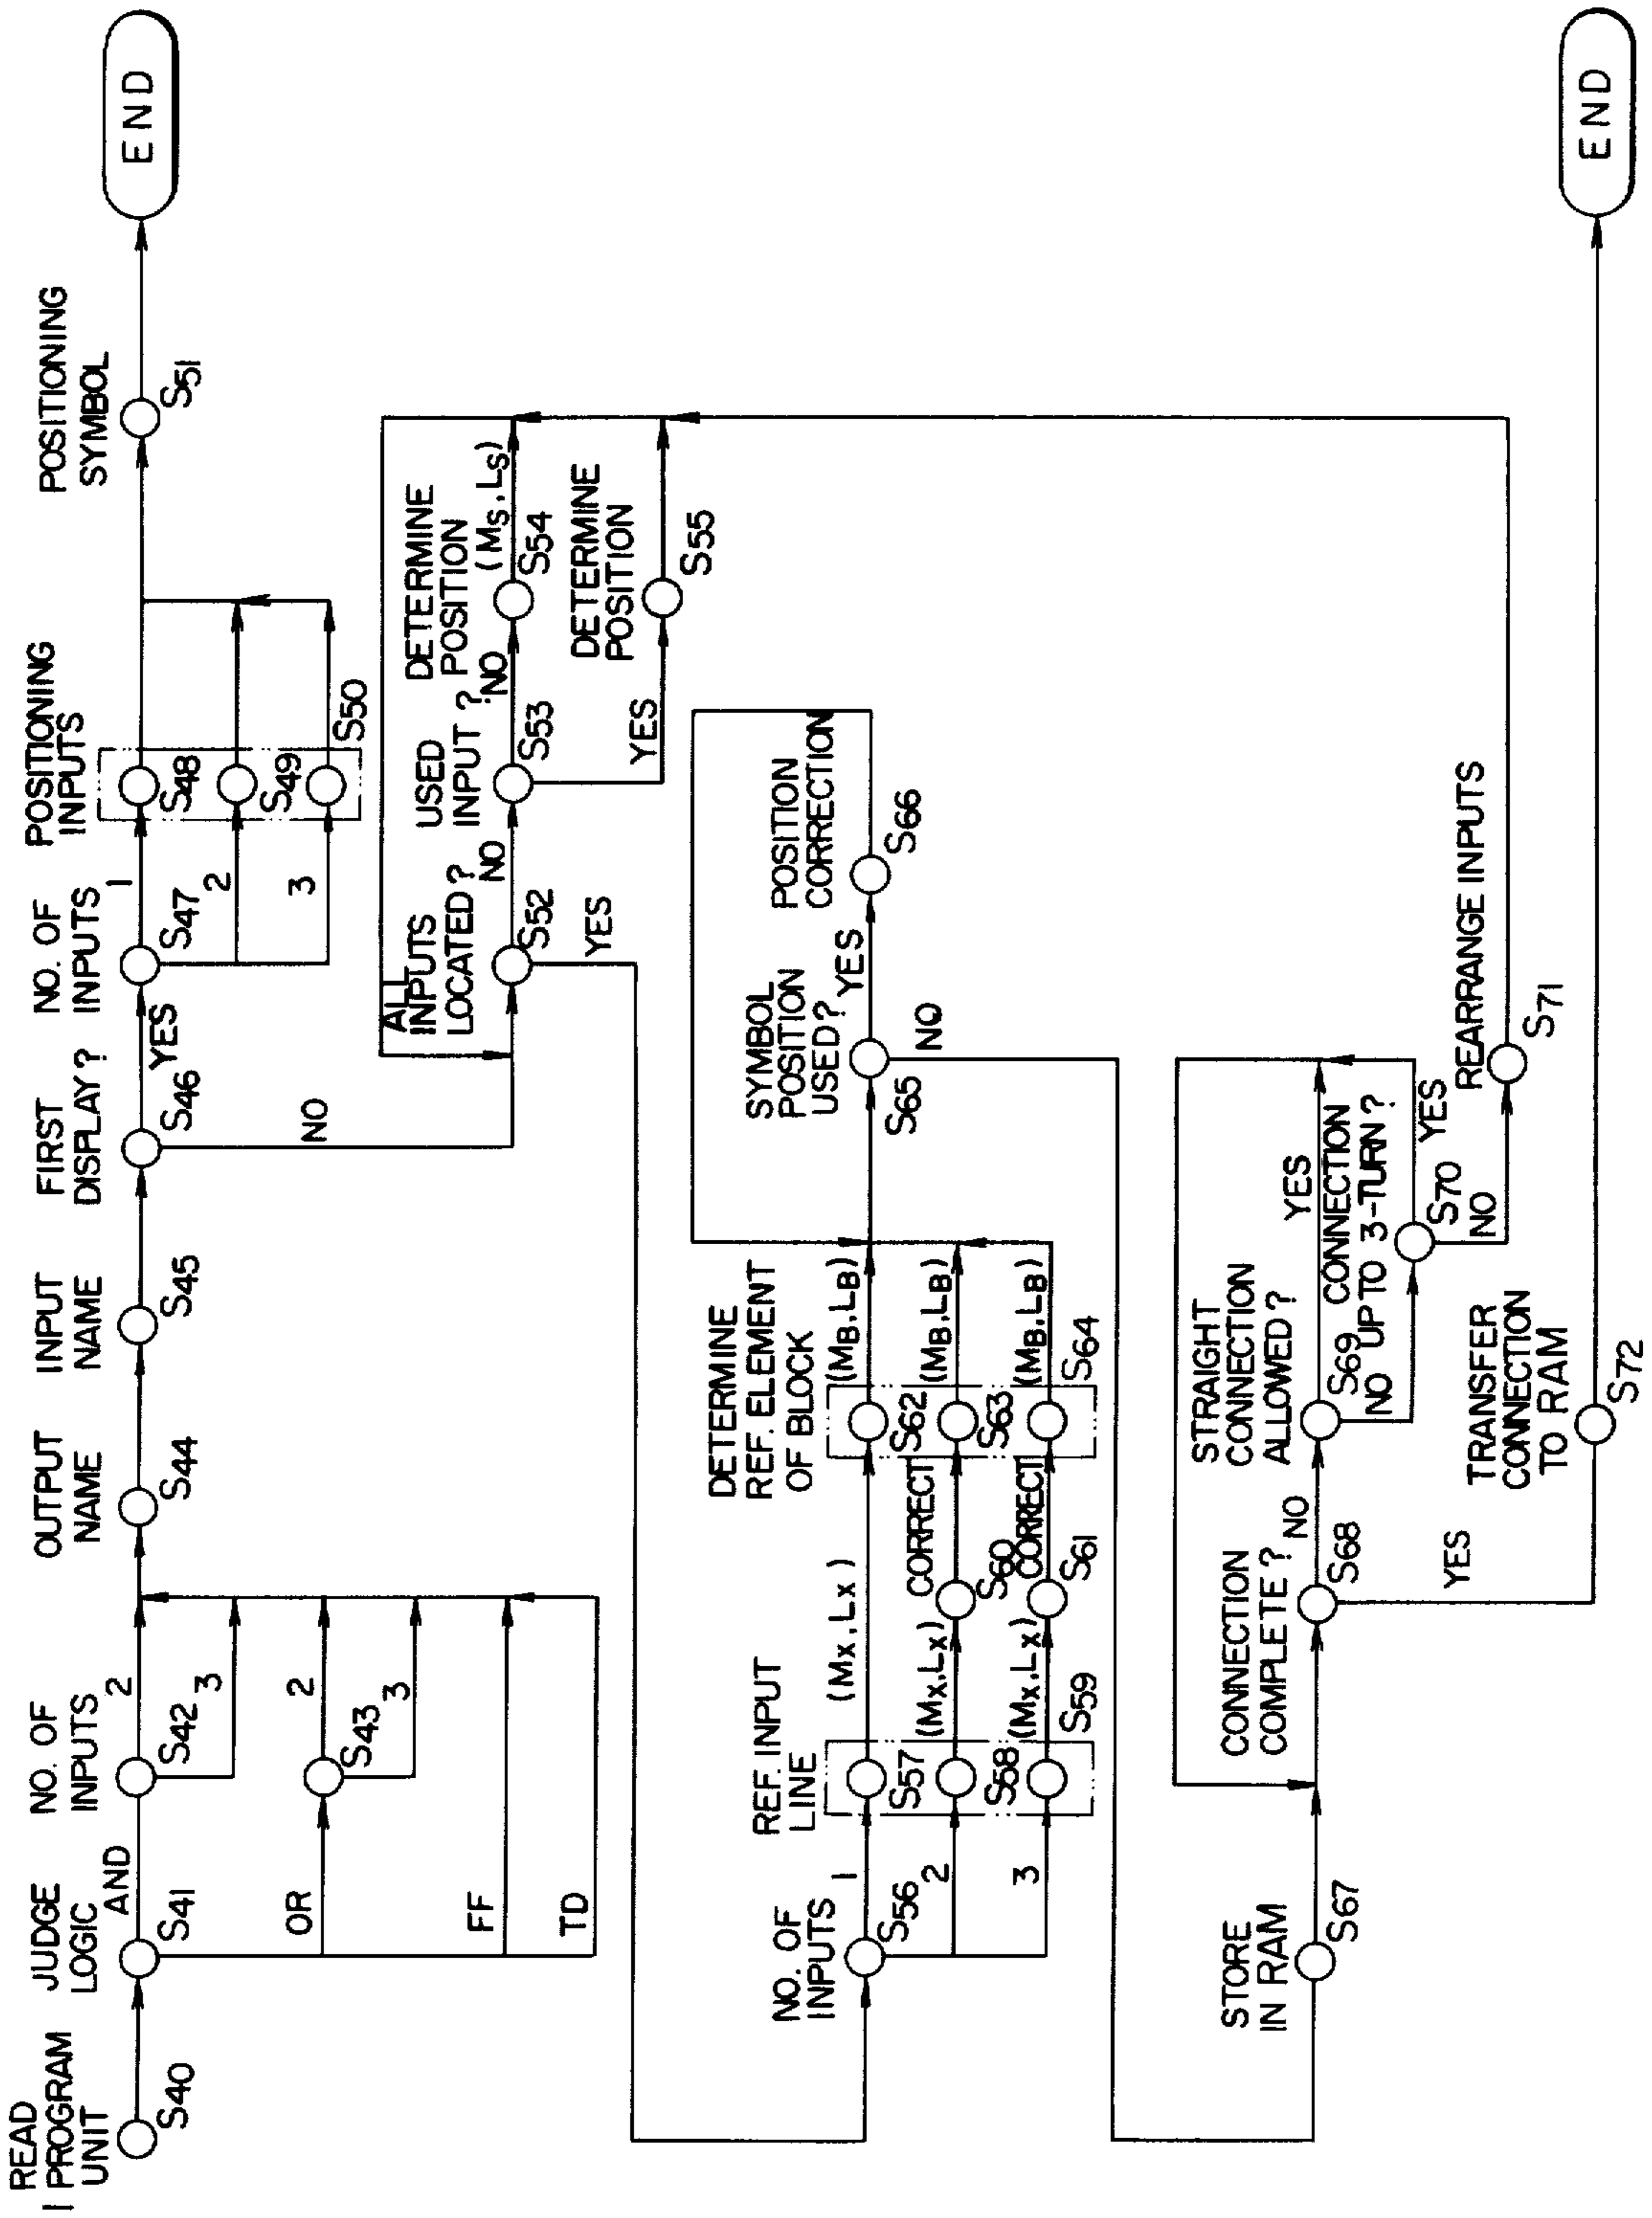 READ
1 PROGRAM
UNIT
S40
JUDGE
LOGIC
S41
AND
OR
FF
TD
NO. OF
INPUTS
S42
2
3
S43
2
3
OUTPUT
NAME
S44
INPUT
NAME
S45
FIRST
DISPLAY?
S46
YES
NO
NO. OF
INPUTS
S47
1
2
3
POSITIONING
INPUTS
S48
S49
S50
POSITIONING
SYMBOL
S51
END
ALL
INPUTS
LOCATED?
S52
NO
YES
USED
INPUT?
S53
NO
YES
DETERMINE
POSITION
(MS.LS)
S54
DETERMINE
POSITION
S55
NO. OF
INPUTS
S56
1
2
3
REF. INPUT
LINE
S57
S58
S59
(MX.LX)
(MX.LX)
(MX.LX)
CORRECT
S60
CORRECT
S61
DETERMINE
REF. ELEMENT
OF BLOCK
S62
S63
S64
(MB.LB)
(MB.LB)
(MB.LB)
SYMBOL
POSITION
USED?
S65
YES
NO
POSITION
CORRECTION
S66
STORE
IN RAM
S67
CONNECTION
COMPLETE?
S68
NO
YES
STRAIGHT
CONNECTION
ALLOWED?
S69
YES
NO
CONNECTION
UP TO 3-TURN?
S70
YES
NO
REARRANGE INPUTS
S71
TRANSFER
CONNECTION
TO RAM
S72
END